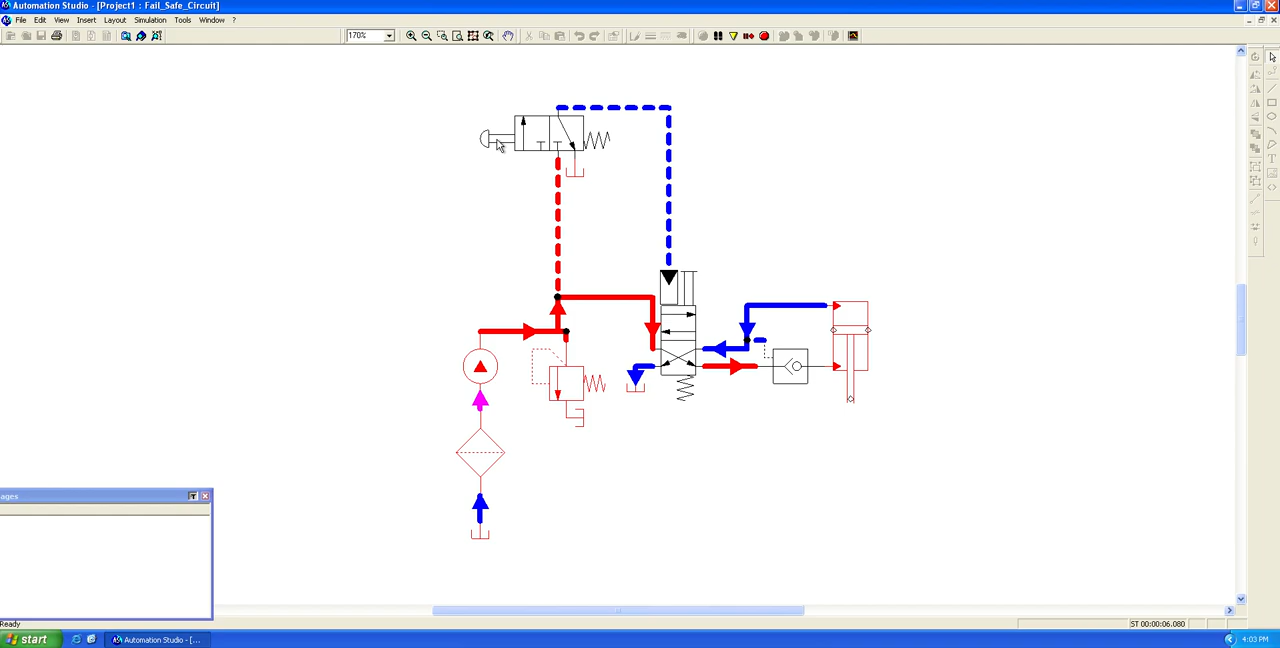 Automation Studio - [Project1 : Fail_Safe_Circuit]
File Edit View Insert Layout Simulation Tools Window ?
170%
ages
Ready
ST 00:00:06.080
start
Automation Studio - [...
4:03 PM